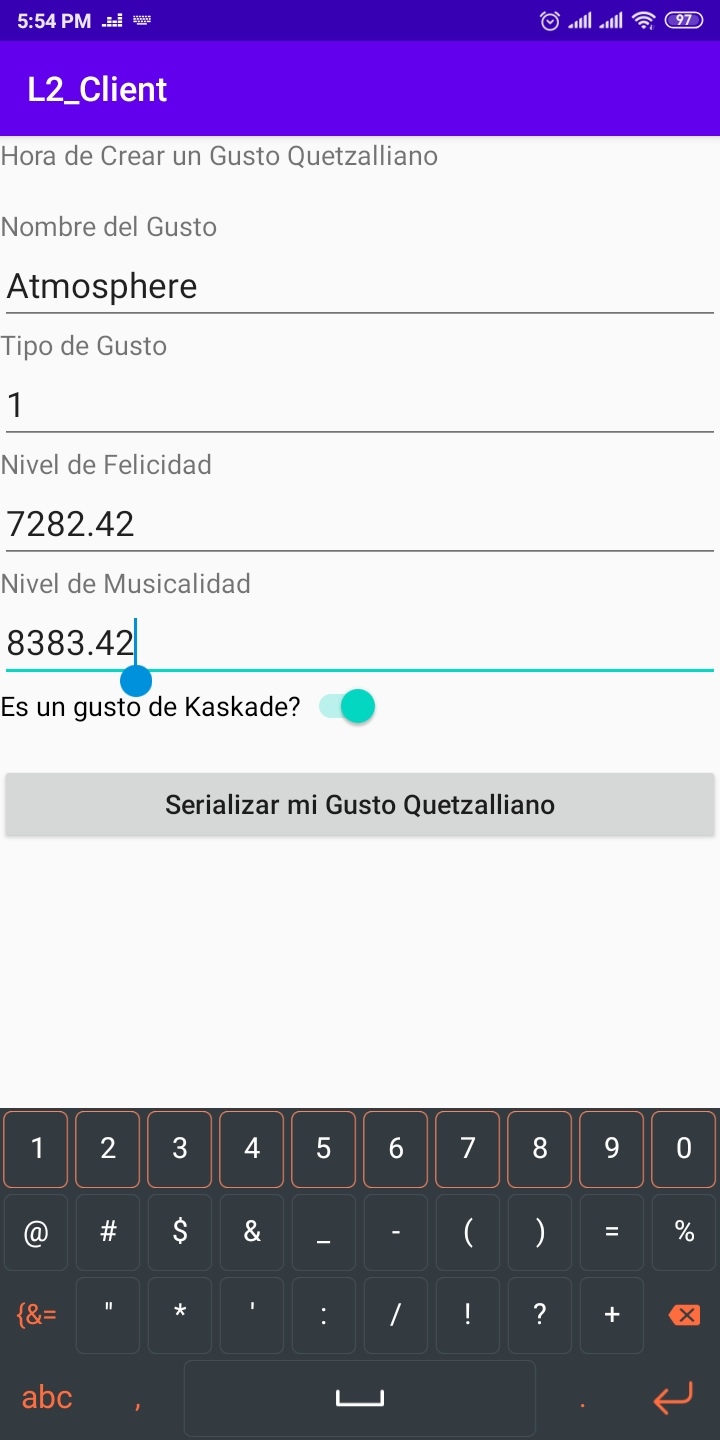 5:54 PM 97
L2_Client
Hora de Crear un Gusto Quetzalliano
Nombre del Gusto
Atmosphere
Tipo de Gusto
1
Nivel de Felicidad
7282.42
Nivel de Musicalidad
8383.42
Es un gusto de Kaskade?
Serializar mi Gusto Quetzalliano
1 2 3 4 5 6 7 8 9 0
@ # $ & _ - ( ) = %
{&= " * ' : / ! ? +
abc , .